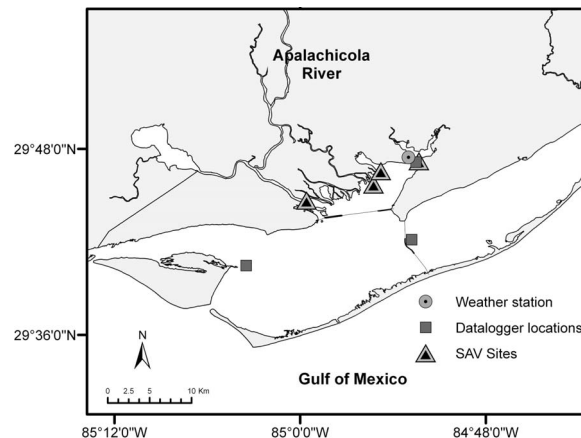 Apalachicola
River
29°48'0"N
29°36'0"N
N
0 2.5 5 10 Km
Weather station
Datalogger locations
SAV Sites
Gulf of Mexico
85°12'0"W 85°0'0"W 84°48'0"W